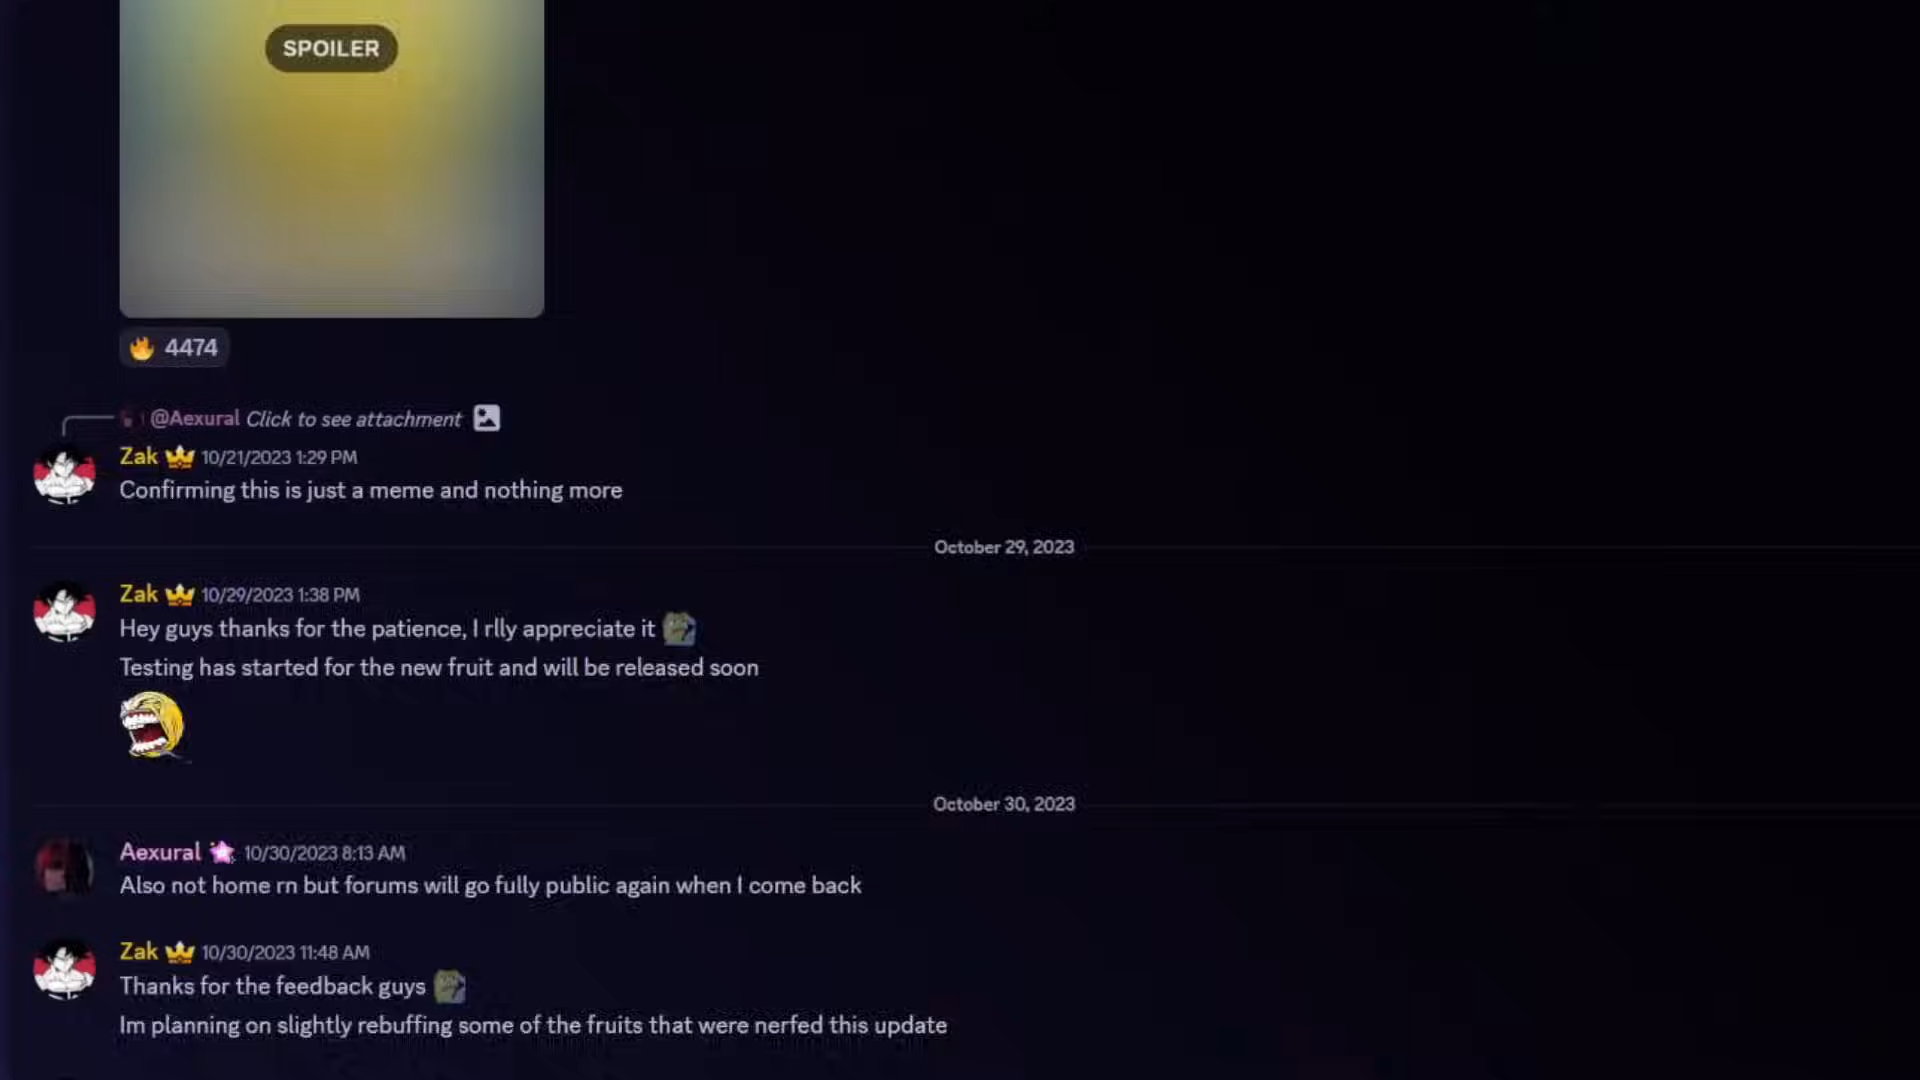 SPOILER
4474
@Aexural Click to see attachment
Zak 10/21/2023 1:29 PM
Confirming this is just a meme and nothing more
October 29, 2023
Zak 10/29/2023 1:38 PM
Hey guys thanks for the patience, I rlly appreciate it
Testing has started for the new fruit and will be released soon
October 30, 2023
Aexural 10/30/2023 8:13 AM
Also not home rn but forums will go fully public again when I come back
Zak 10/30/2023 11:48 AM
Thanks for the feedback guys
Im planning on slightly rebuffing some of the fruits that were nerfed this update